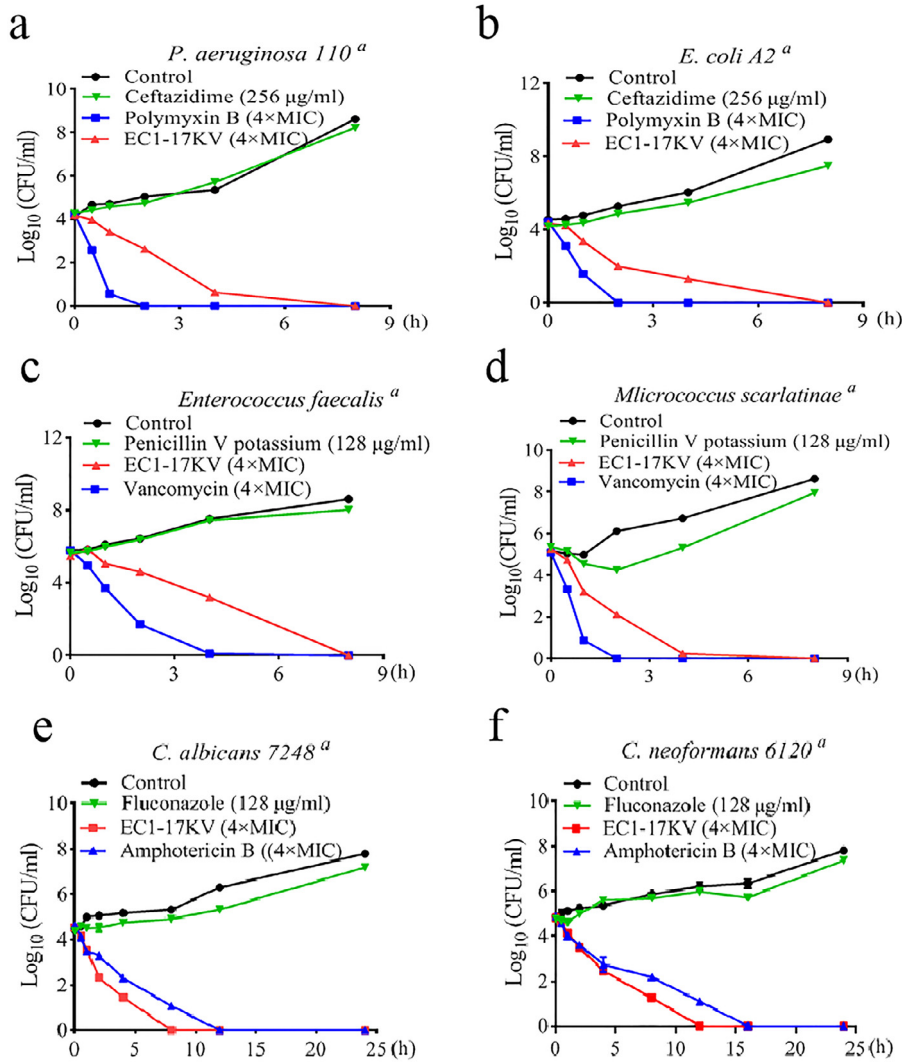 a
P. aeruginosa 110 a
Control
Ceftazidime (256 µg/ml)
Polymyxin B (4×MIC)
EC1-17KV (4×MIC)
Log10 (CFU/ml)
10
8
6
4
2
0
0 3 6 9 (h)
b
E. coli A2 a
Control
Ceftazidime (256 µg/ml)
Polymyxin B (4×MIC)
EC1-17KV (4×MIC)
Log10 (CFU/ml)
12
8
4
0
0 3 6 9 (h)
c
Enterococcus faecalis a
Control
Penicillin V potassium (128 µg/ml)
EC1-17KV (4×MIC)
Vancomycin (4×MIC)
Log10 (CFU/ml)
12
8
4
0
0 3 6 9 (h)
d
Mlicrococcus scarlatinae a
Control
Penicillin V potassium (128 µg/ml)
EC1-17KV (4×MIC)
Vancomycin (4×MIC)
Log10 (CFU/ml)
10
8
6
4
2
0
0 3 6 9 (h)
e
C. albicans 7248 a
Control
Fluconazole (128 µg/ml)
EC1-17KV (4×MIC)
Amphotericin B ((4×MIC)
Log10 (CFU/ml)
10
8
6
4
2
0
0 5 10 15 20 25 (h)
f
C. neoformans 6120 a
Control
Fluconazole (128 µg/ml)
EC1-17KV (4×MIC)
Amphotericin B (4×MIC)
Log10 (CFU/ml)
10
8
6
4
2
0
0 5 10 15 20 25 (h)